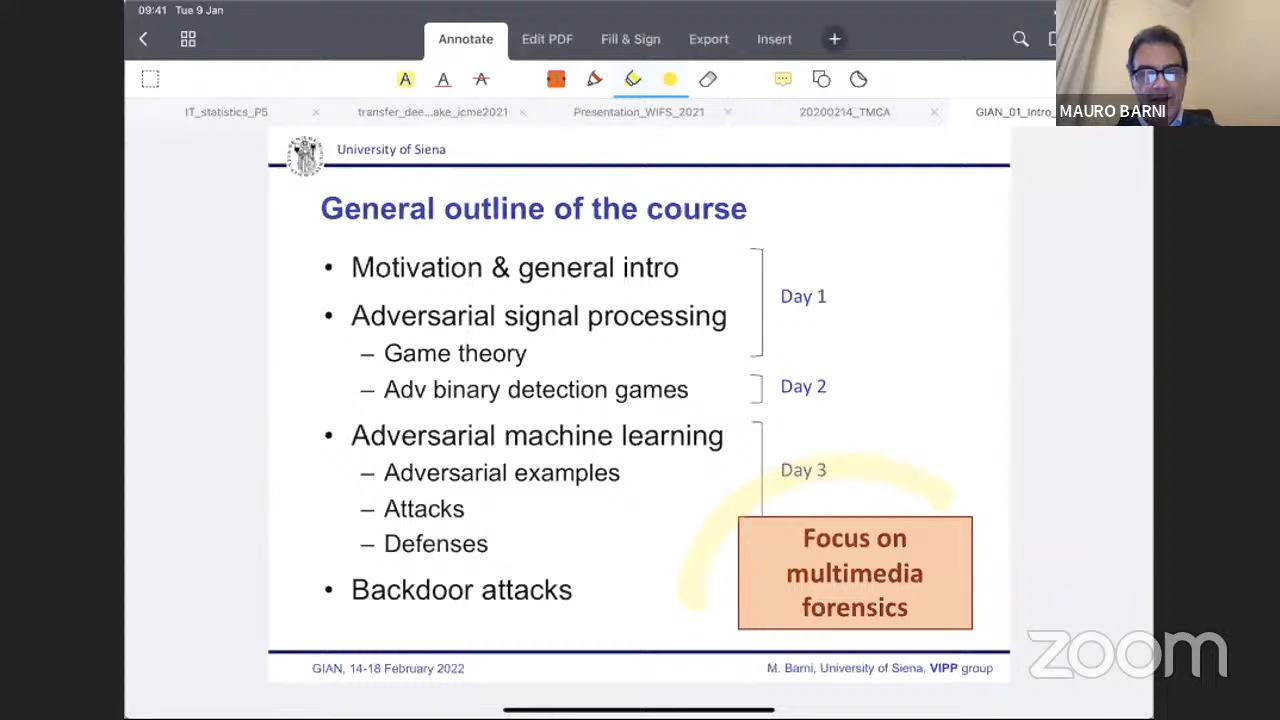 09:41 Tue 9 Jan
Annotate Edit PDF Fill & Sign Export Insert
A A A
IT_statistics_P5 × transfer_dee...ake_icme2021 × Presentation_WIFS_2021 × 20200214_TMCA × GIAN_01_Intro_
MAURO BARNI
University of Siena
General outline of the course
• Motivation & general intro
Day 1
• Adversarial signal processing
– Game theory
– Adv binary detection games
Day 2
• Adversarial machine learning
Day 3
– Adversarial examples
– Attacks
– Defenses
Focus on
multimedia
forensics
• Backdoor attacks
GIAN, 14-18 February 2022
M. Barni, University of Siena, VIPP group
zoom